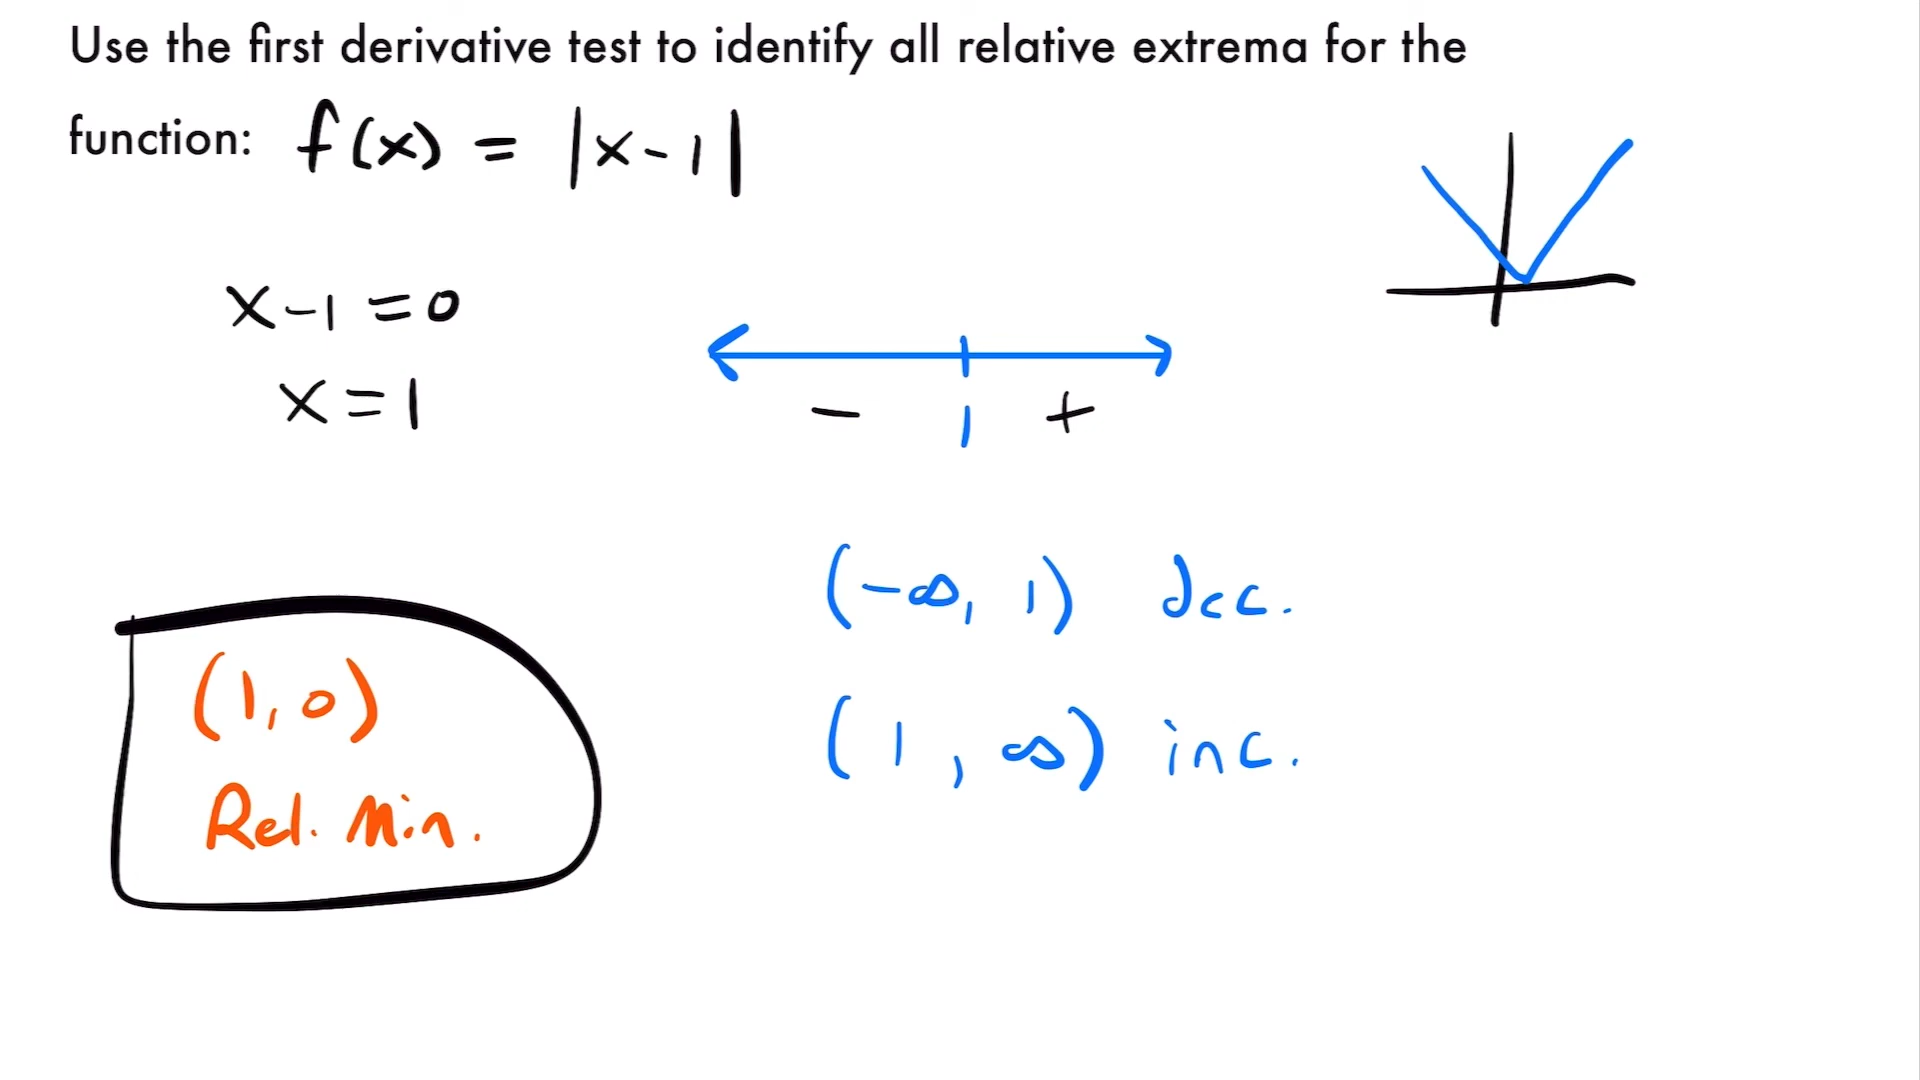 Use the first derivative test to identify all relative extrema for the
function: f(x) = |x-1|
x-1=0
x=1
- 1 +
(-∞, 1) dec.
(1, ∞) inc.
(1,0)
Rel. Min.